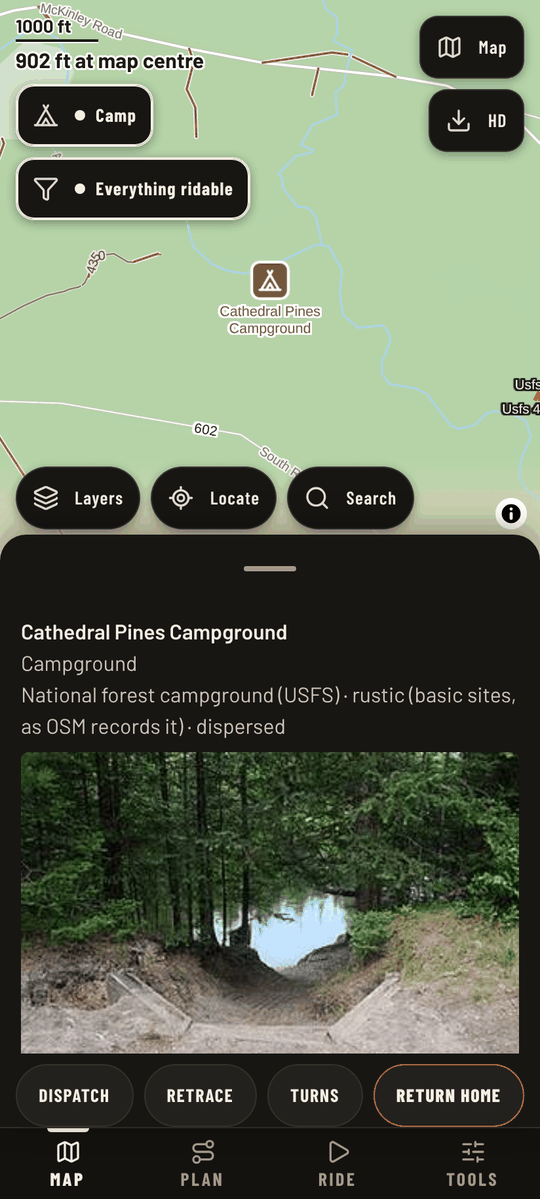 McKinley Road
1000 ft
902 ft at map centre
Map
HD
Camp
Everything ridable
435
Cathedral Pines
Campground
Usfs
Usfs 4
602
South R
Layers
Locate
Search
Cathedral Pines Campground
Campground
National forest campground (USFS) · rustic (basic sites,
as OSM records it) · dispersed
DISPATCH
RETRACE
TURNS
RETURN HOME
MAP
PLAN
RIDE
TOOLS